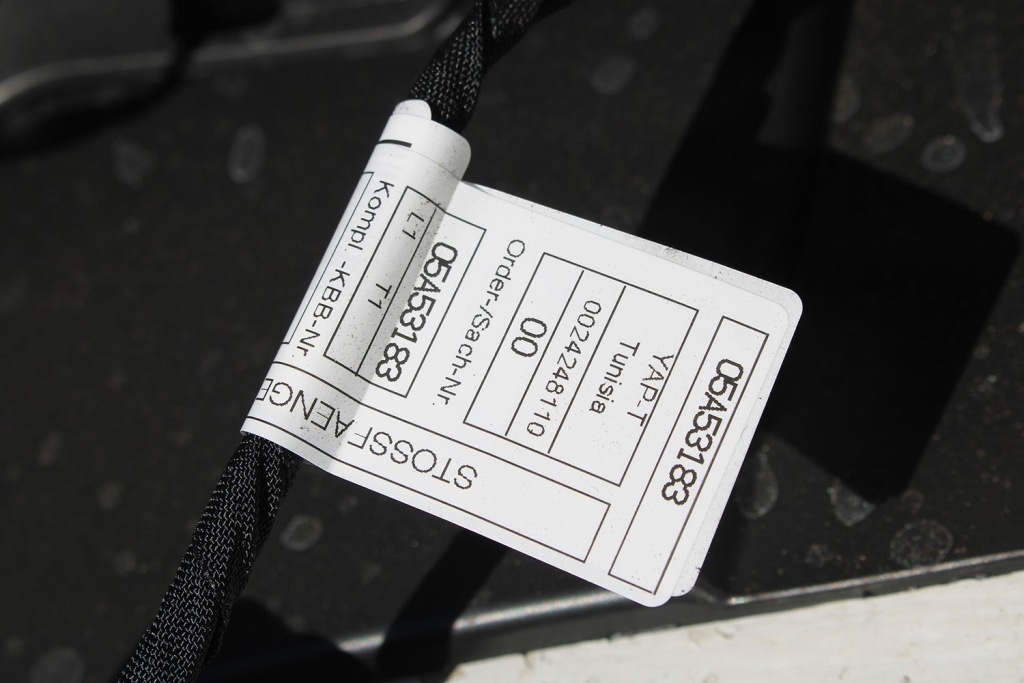 05A53183
YAP-T
Tunisia
0024248110
00
Order-/Sach-Nr.
05A53183
L1 T1
Kompl.-KBB-Nr.
STOSSFAENGE